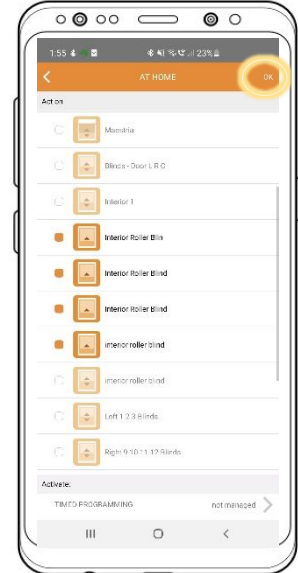 1:55
23%
AT HOME
OK
Action
Maestria
Blinds - Door L R C
Interior 1
Interior Roller Blin
Interior Roller Blind
Interior Roller Blind
interior roller blind
interior roller blind
Loft 1 2 3 Blinds
Right 9 10 11 12 Blinds
Activate:
TIMED PROGRAMMING
not managed